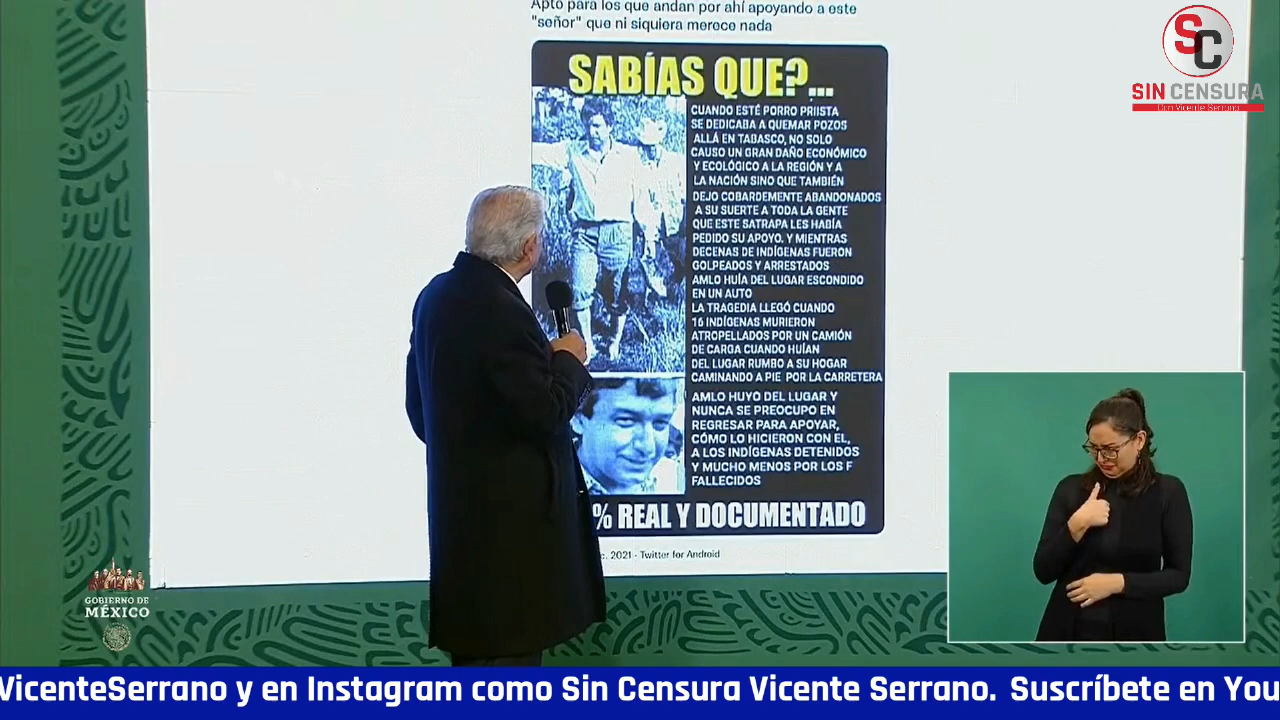 Apto para los que andan por ahí apoyando a este
"señor" que ni siquiera merece nada
SABÍAS QUE?...
CUANDO ESTÉ PORRO PRIISTA
SE DEDICABA A QUEMAR POZOS
ALLÁ EN TABASCO, NO SOLO
CAUSO UN GRAN DAÑO ECONÓMICO
Y ECOLÓGICO A LA REGIÓN Y A
LA NACIÓN SINO QUE TAMBIÉN
DEJO COBARDEMENTE ABANDONADOS
A SU SUERTE A TODA LA GENTE
QUE ESTE SATRAPA LES HABÍA
PEDIDO SU APOYO. Y MIENTRAS
DECENAS DE INDÍGENAS FUERON
GOLPEADOS Y ARRESTADOS
AMLO HUÍA DEL LUGAR ESCONDIDO
EN UN AUTO
LA TRAGEDIA LLEGÓ CUANDO
16 INDÍGENAS MURIERON
ATROPELLADOS POR UN CAMIÓN
DE CARGA CUANDO HUÍAN
DEL LUGAR RUMBO A SU HOGAR
CAMINANDO A PIE POR LA CARRETERA
AMLO HUYO DEL LUGAR Y
NUNCA SE PREOCUPO EN
REGRESAR PARA APOYAR,
CÓMO LO HICIERON CON EL,
A LOS INDÍGENAS DETENIDOS
Y MUCHO MENOS POR LOS F
FALLECIDOS
% REAL Y DOCUMENTADO
c. 2021 · Twitter for Android
SC
SIN CENSURA
Con Vicente Serrano
GOBIERNO DE
MÉXICO
VicenteSerrano y en Instagram como Sin Censura Vicente Serrano. Suscríbete en You